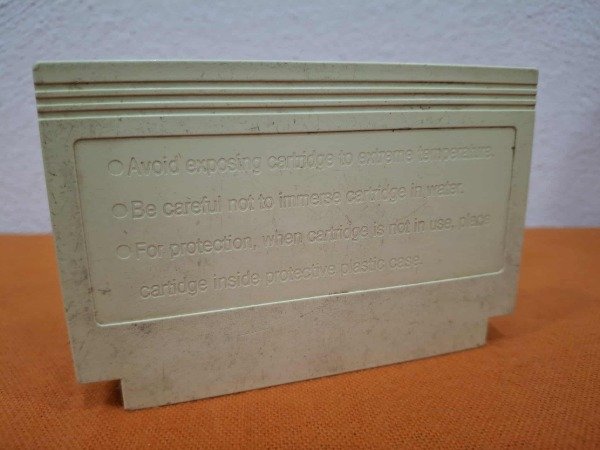 ○ Avoid exposing cartridge to extreme temperature.
○ Be careful not to immerse cartridge in water.
○ For protection, when cartridge is not in use, place
cartidge inside protective plastic case.